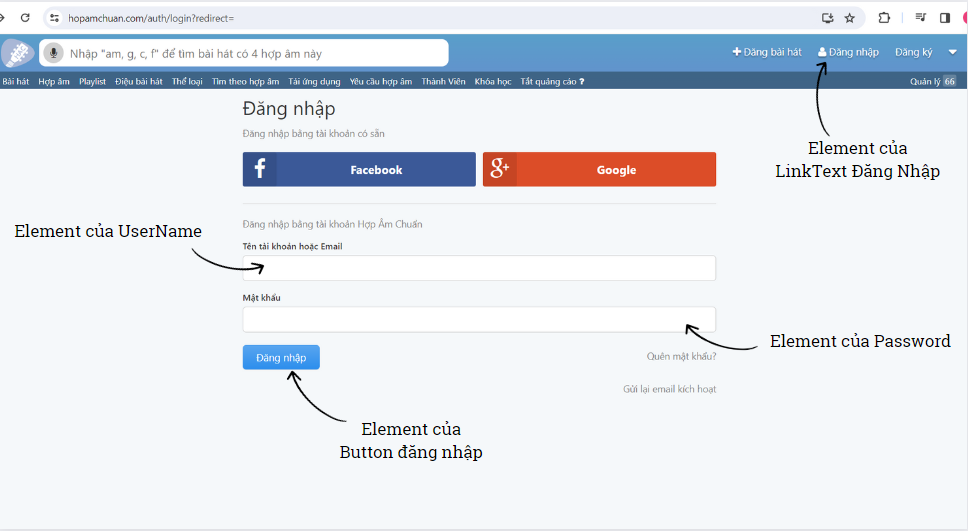 hopamchuan.com/auth/login?redirect=
Nhập "am, g, c, f" để tìm bài hát có 4 hợp âm này
Đăng bài hát Đăng nhập Đăng ký
Bài hát Hợp âm Playlist Điệu bài hát Thể loại Tìm theo hợp âm Tải ứng dụng Yêu cầu hợp âm Thành Viên Khóa học Tắt quảng cáo ? Quản lý 66
Đăng nhập
Đăng nhập bằng tài khoản có sẵn
f Facebook
g+ Google
Element của
LinkText Đăng Nhập
Đăng nhập bằng tài khoản Hợp Âm Chuẩn
Element của UserName
Tên tài khoản hoặc Email
Mật khẩu
Element của Password
Đăng nhập
Quên mật khẩu?
Gửi lại email kích hoạt
Element của
Button đăng nhập